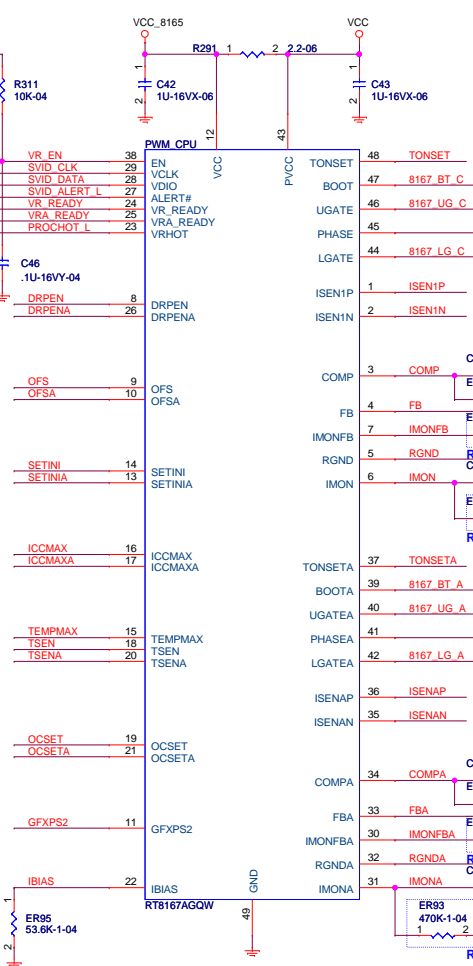 VCC_8165 VCC
R291 1 2 2.2-06
1 C42 1U-16VX-06 2
1 C43 1U-16VX-06 2
R311
10K-04
12 43
PWM_CPU
VCC PVCC
VR_EN 38 EN
SVID_CLK 29 VCLK
SVID_DATA 28 VDIO
SVID_ALERT_L 27 ALERT#
VR_READY 24 VR_READY
VRA_READY 25 VRA_READY
PROCHOT_L 23 VRHOT
C46
.1U-16VY-04
DRPEN 8 DRPEN
DRPENA 26 DRPENA
OFS 9 OFS
OFSA 10 OFSA
SETINI 14 SETINI
SETINIA 13 SETINIA
ICCMAX 16 ICCMAX
ICCMAXA 17 ICCMAXA
TEMPMAX 15 TEMPMAX
TSEN 18 TSEN
TSENA 20 TSENA
OCSET 19 OCSET
OCSETA 21 OCSETA
GFXPS2 11 GFXPS2
IBIAS 22 IBIAS
1 ER95
53.6K-1-04
2
TONSET 48 TONSET
BOOT 47 8167_BT_C
UGATE 46 8167_UG_C
PHASE 45
LGATE 44 8167_LG_C
ISEN1P 1 ISEN1P
ISEN1N 2 ISEN1N
COMP 3 COMP
FB 4 FB
IMONFB 7 IMONFB
RGND 5 RGND
IMON 6 IMON
TONSETA 37 TONSETA
BOOTA 39 8167_BT_A
UGATEA 40 8167_UG_A
PHASEA 41
LGATEA 42 8167_LG_A
ISENAP 36 ISENAP
ISENAN 35 ISENAN
COMPA 34 COMPA
FBA 33 FBA
IMONFBA 30 IMONFBA
RGNDA 32 RGNDA
IMONA 31 IMONA
GND
RT8167AGQW
49
ER93
470K-1-04
1 2